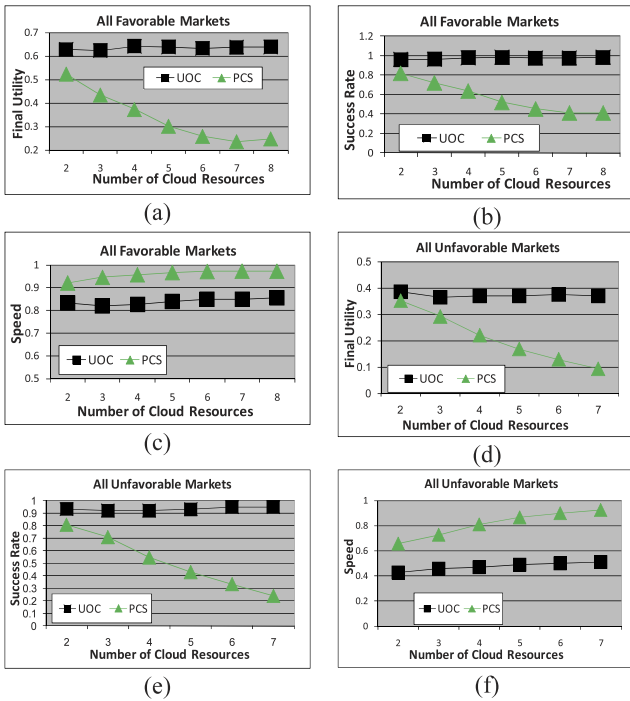 All Favorable Markets
0.7
0.6
0.5
0.4
0.3
0.2
Final Utility
UOC PCS
2 3 4 5 6 7 8
Number of Cloud Resources
(a)
All Favorable Markets
1.2
1
0.8
0.6
0.4
0.2
0
Success Rate
UOC PCS
2 3 4 5 6 7 8
Number of Cloud Resources
(b)
All Favorable Markets
1
0.9
0.8
0.7
0.6
0.5
Speed
UOC PCS
2 3 4 5 6 7 8
Number of Cloud Resources
(c)
All Unfavorable Markets
0.5
0.4
0.3
0.2
0.1
0
Final Utility
UOC PCS
2 3 4 5 6 7
Number of Cloud Resources
(d)
All Unfavorable Markets
1
0.9
0.8
0.7
0.6
0.5
0.4
0.3
0.2
0.1
0
Success Rate
UOC PCS
2 3 4 5 6 7
Number of Cloud Resources
(e)
All Unfavorable Markets
1
0.8
0.6
0.4
0.2
0
Speed
UOC PCS
2 3 4 5 6 7
Number of Cloud Resources
(f)